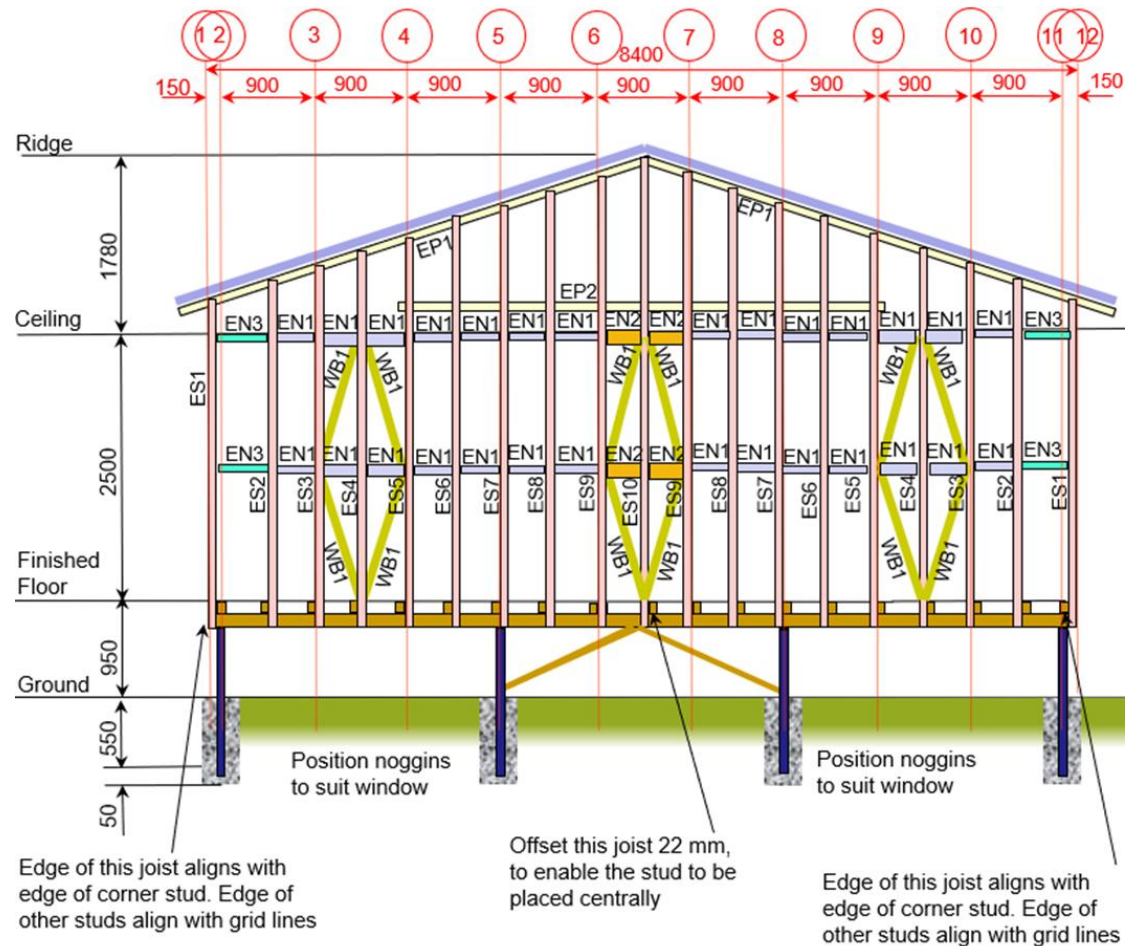 1 2 3 4 5 6 7 8 9 10 11 12
8400
150 900 900 900 900 900 900 900 900 900 150
Ridge
1780
EP1 EP1
EP2
Ceiling
EN3 EN1 EN1 EN1 EN1 EN1 EN1 EN1 EN2 EN2 EN1 EN1 EN1 EN1 EN1 EN1 EN1 EN3
WB1 WB1 WB1 WB1 WB1 WB1
ES1
2500
EN3 EN1 EN1 EN1 EN1 EN1 EN1 EN1 EN2 EN2 EN1 EN1 EN1 EN1 EN1 EN1 EN1 EN3
ES2 ES3 ES4 ES5 ES6 ES7 ES8 ES9 ES10 ES9 ES8 ES7 ES6 ES5 ES4 ES3 ES2 ES1
WB1 WB1 WB1 WB1 WB1 WB1
Finished
Floor
950
Ground
550
50
Position noggins
to suit window
Position noggins
to suit window
Edge of this joist aligns with
edge of corner stud. Edge of
other studs align with grid lines
Offset this joist 22 mm,
to enable the stud to be
placed centrally
Edge of this joist aligns with
edge of corner stud. Edge of
other studs align with grid lines